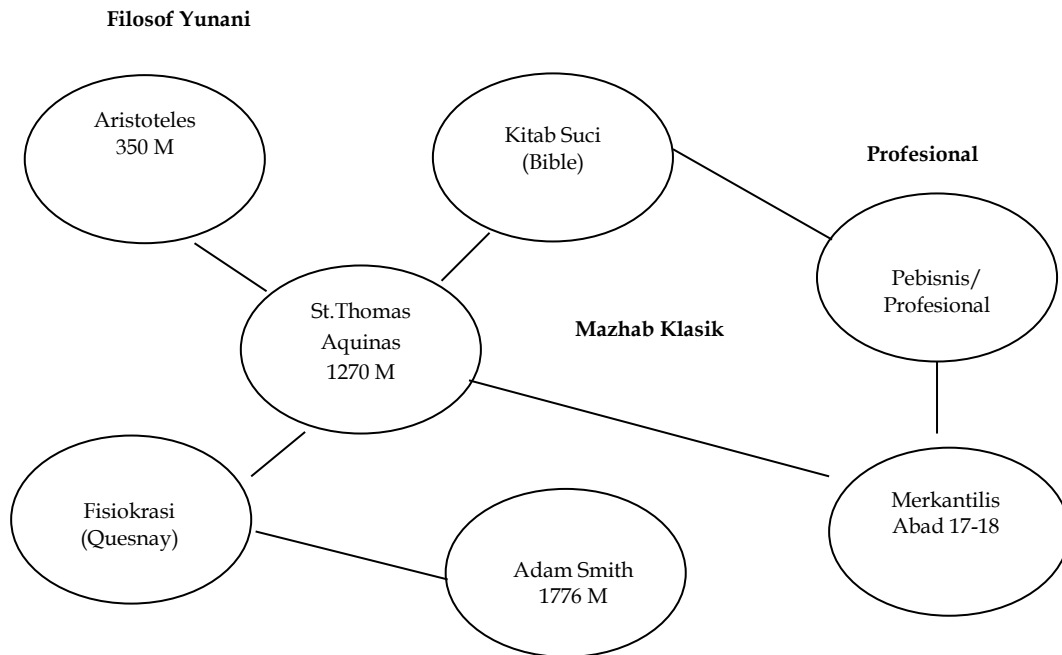 Filosof Yunani
Aristoteles
350 M
Kitab Suci
(Bible)
Profesional
Pebisnis/
Profesional
St.Thomas
Aquinas
1270 M
Mazhab Klasik
Fisiokrasi
(Quesnay)
Adam Smith
1776 M
Merkantilis
Abad 17-18